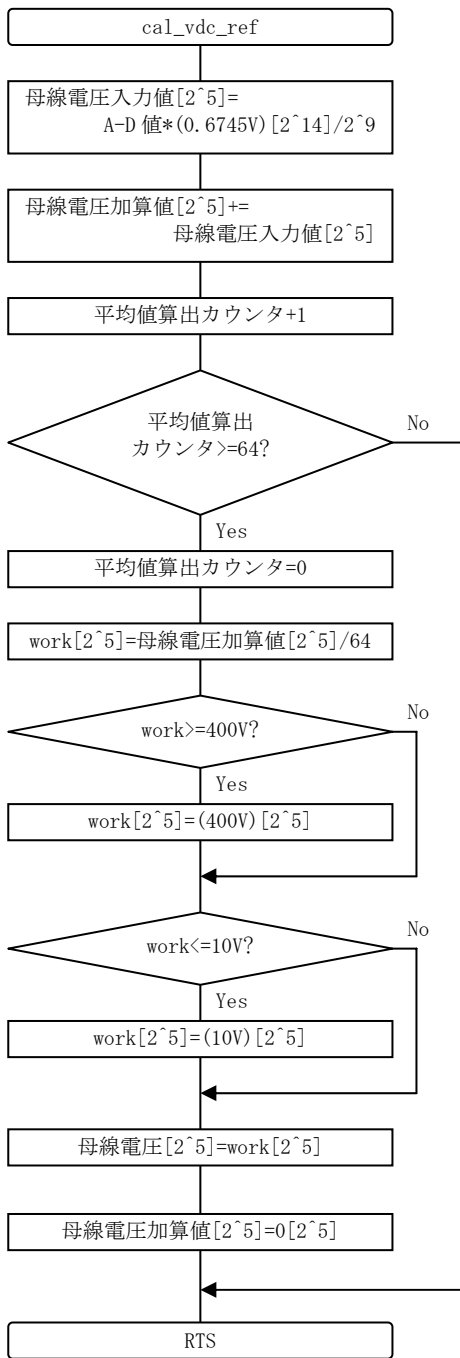 cal_vdc_ref
母線電圧入力値[2^5]=
A-D 値*(0.6745V)[2^14]/2^9
母線電圧加算値[2^5]+=
母線電圧入力値[2^5]
平均値算出カウンタ+1
平均値算出
カウンタ>=64?
No
Yes
平均値算出カウンタ=0
work[2^5]=母線電圧加算値[2^5]/64
work>=400V?
No
Yes
work[2^5]=(400V)[2^5]
work<=10V?
No
Yes
work[2^5]=(10V)[2^5]
母線電圧[2^5]=work[2^5]
母線電圧加算値[2^5]=0[2^5]
RTS